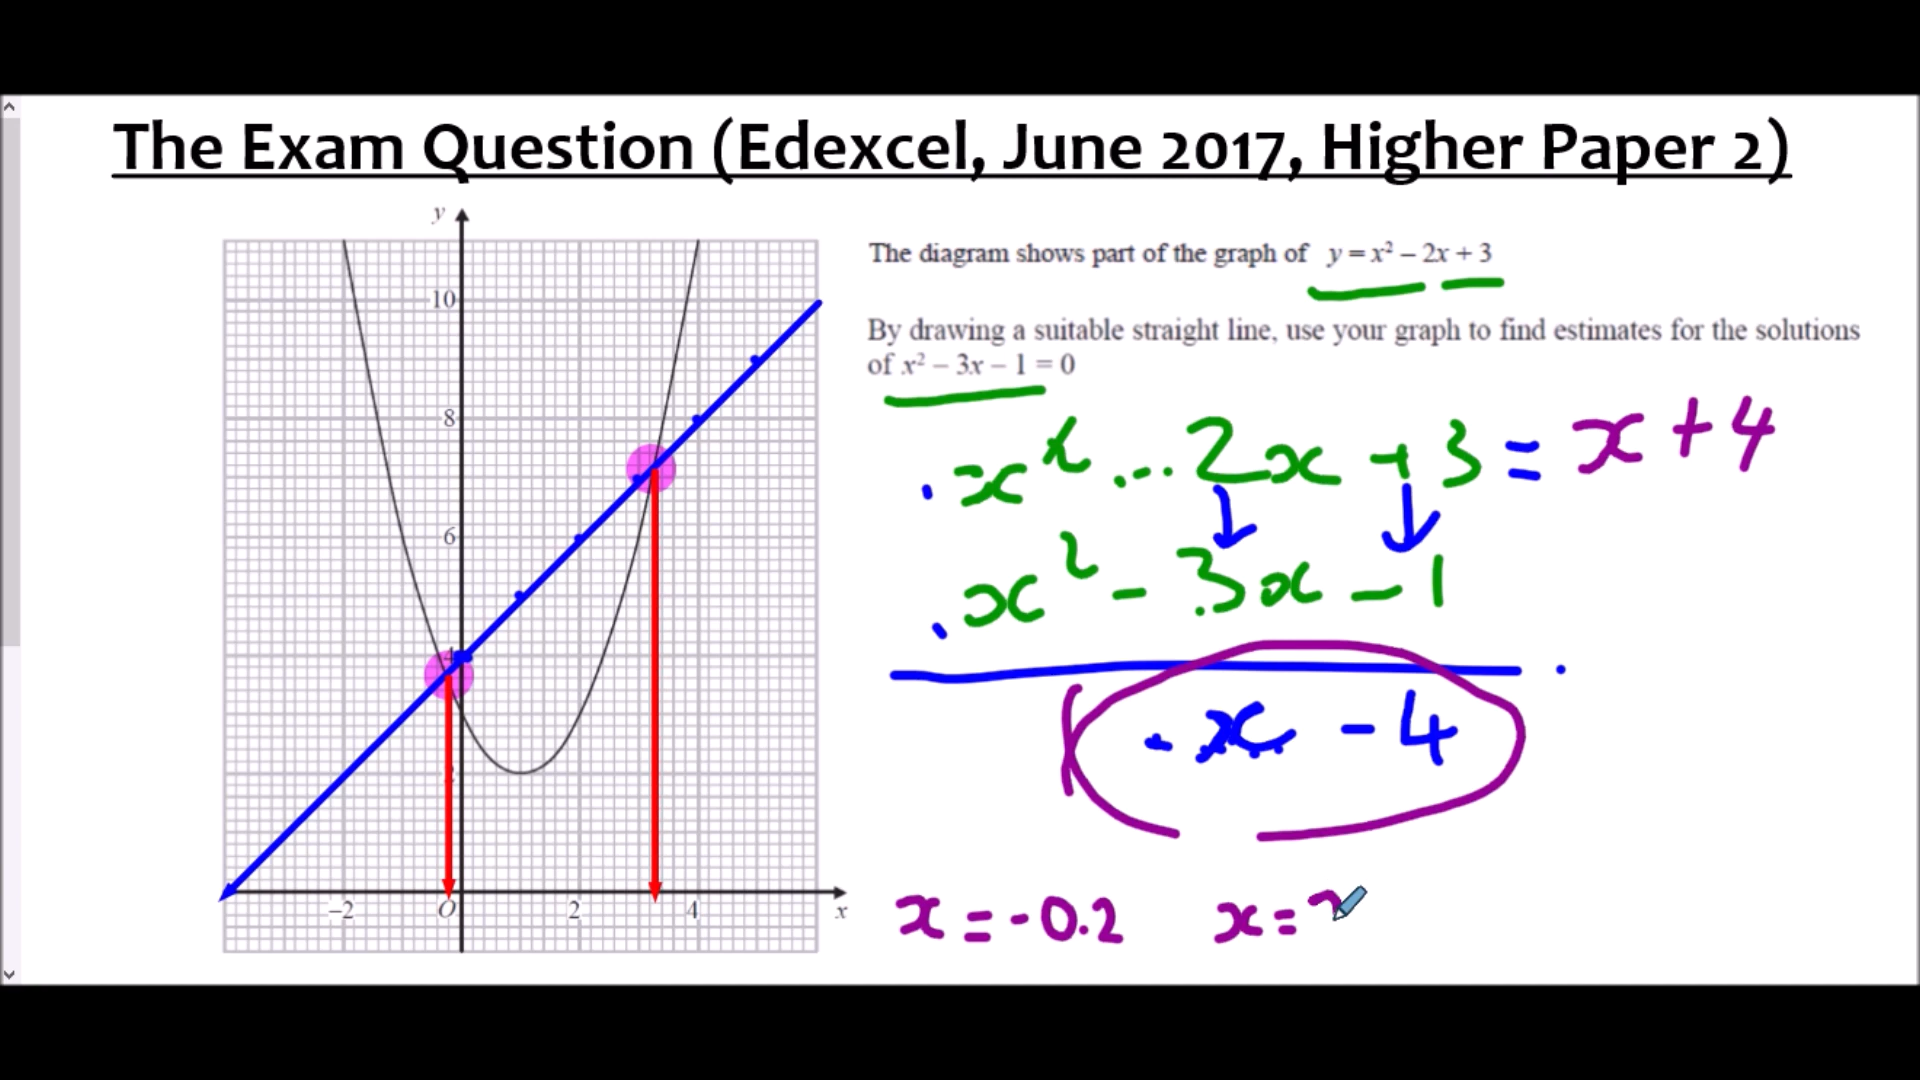 The Exam Question (Edexcel, June 2017, Higher Paper 2)
y
10
8
6
4
2
-2 O 2 4 x
The diagram shows part of the graph of y = x² – 2x + 3
By drawing a suitable straight line, use your graph to find estimates for the solutions
of x² – 3x – 1 = 0
x² - 2x + 3 = x + 4
x² - 3x - 1
- x - 4
x = -0.2 x =